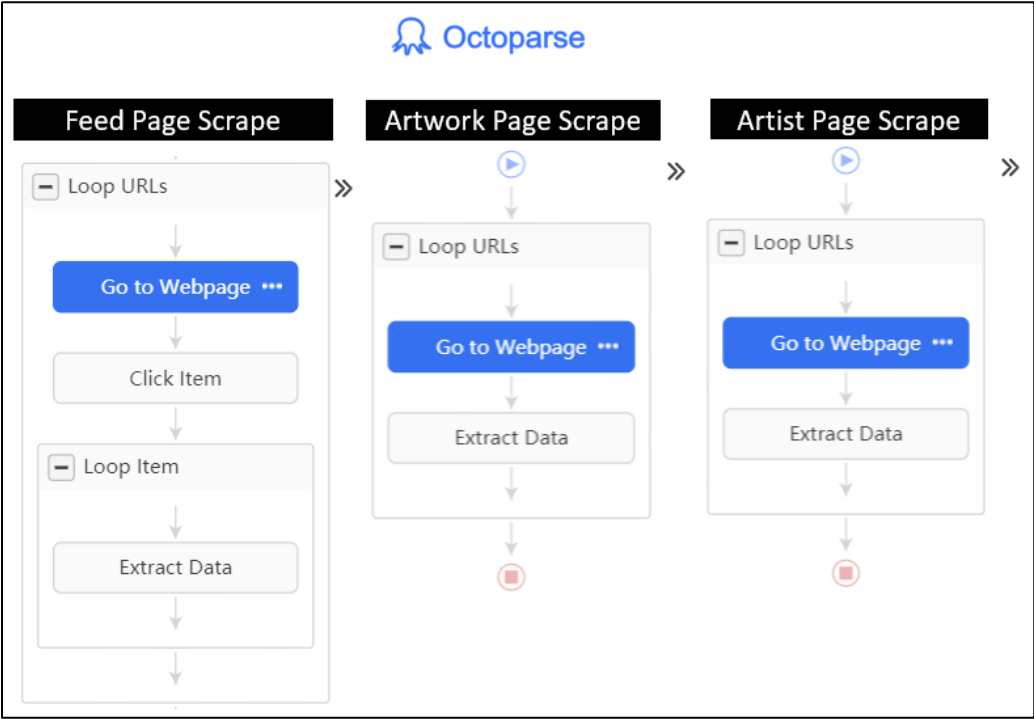 Octoparse
Feed Page Scrape
Loop URLs
Go to Webpage
Click Item
Loop Item
Extract Data
Artwork Page Scrape
Loop URLs
Go to Webpage
Extract Data
Artist Page Scrape
Loop URLs
Go to Webpage
Extract Data